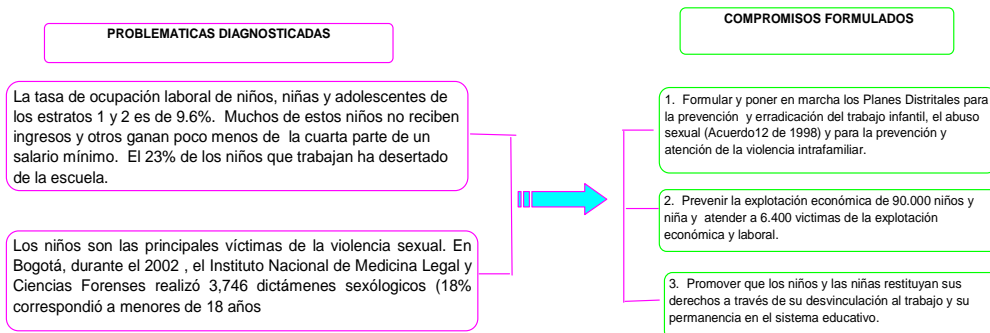 PROBLEMATICAS DIAGNOSTICADAS
La tasa de ocupación laboral de niños, niñas y adolescentes de
los estratos 1 y 2 es de 9.6%. Muchos de estos niños no reciben
ingresos y otros ganan poco menos de la cuarta parte de un
salario mínimo. El 23% de los niños que trabajan ha desertado
de la escuela.
Los niños son las principales víctimas de la violencia sexual. En
Bogotá, durante el 2002 , el Instituto Nacional de Medicina Legal y
Ciencias Forenses realizó 3,746 dictámenes sexólogicos (18%
correspondió a menores de 18 años
COMPROMISOS FORMULADOS
1. Formular y poner en marcha los Planes Distritales para
la prevención y erradicación del trabajo infantil, el abuso
sexual (Acuerdo12 de 1998) y para la prevención y
atención de la violencia intrafamiliar.
2. Prevenir la explotación económica de 90.000 niños y
niña y atender a 6.400 victimas de la explotación
económica y laboral.
3. Promover que los niños y las niñas restituyan sus
derechos a través de su desvinculación al trabajo y su
permanencia en el sistema educativo.